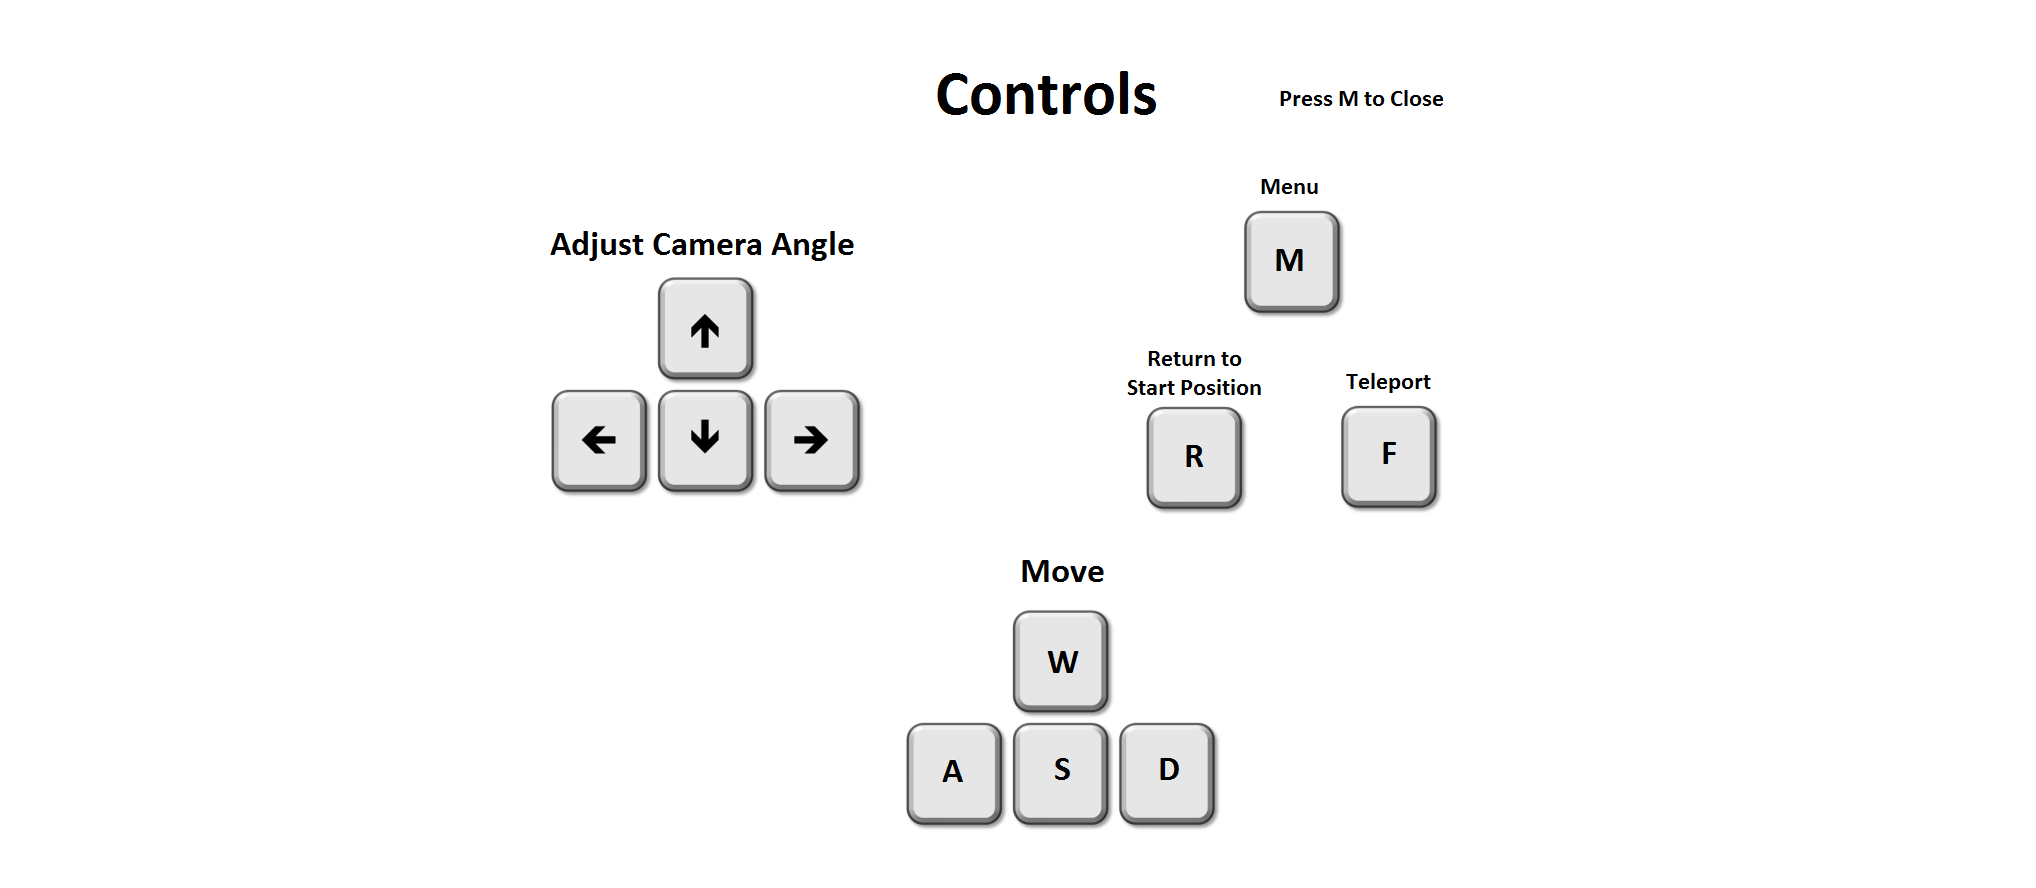 Controls
Press M to Close
Menu
M
Adjust Camera Angle
↑
← ↓ →
Return to
Start Position
R
Teleport
F
Move
W
A S D